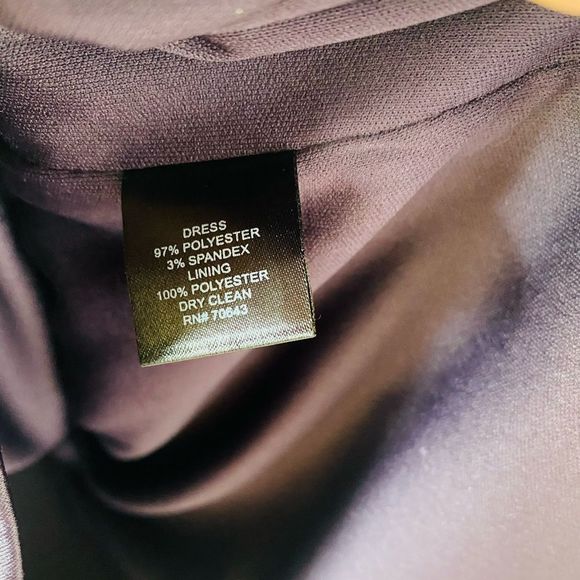 DRESS
97% POLYESTER
3% SPANDEX
LINING
100% POLYESTER
DRY CLEAN
RN# 70643